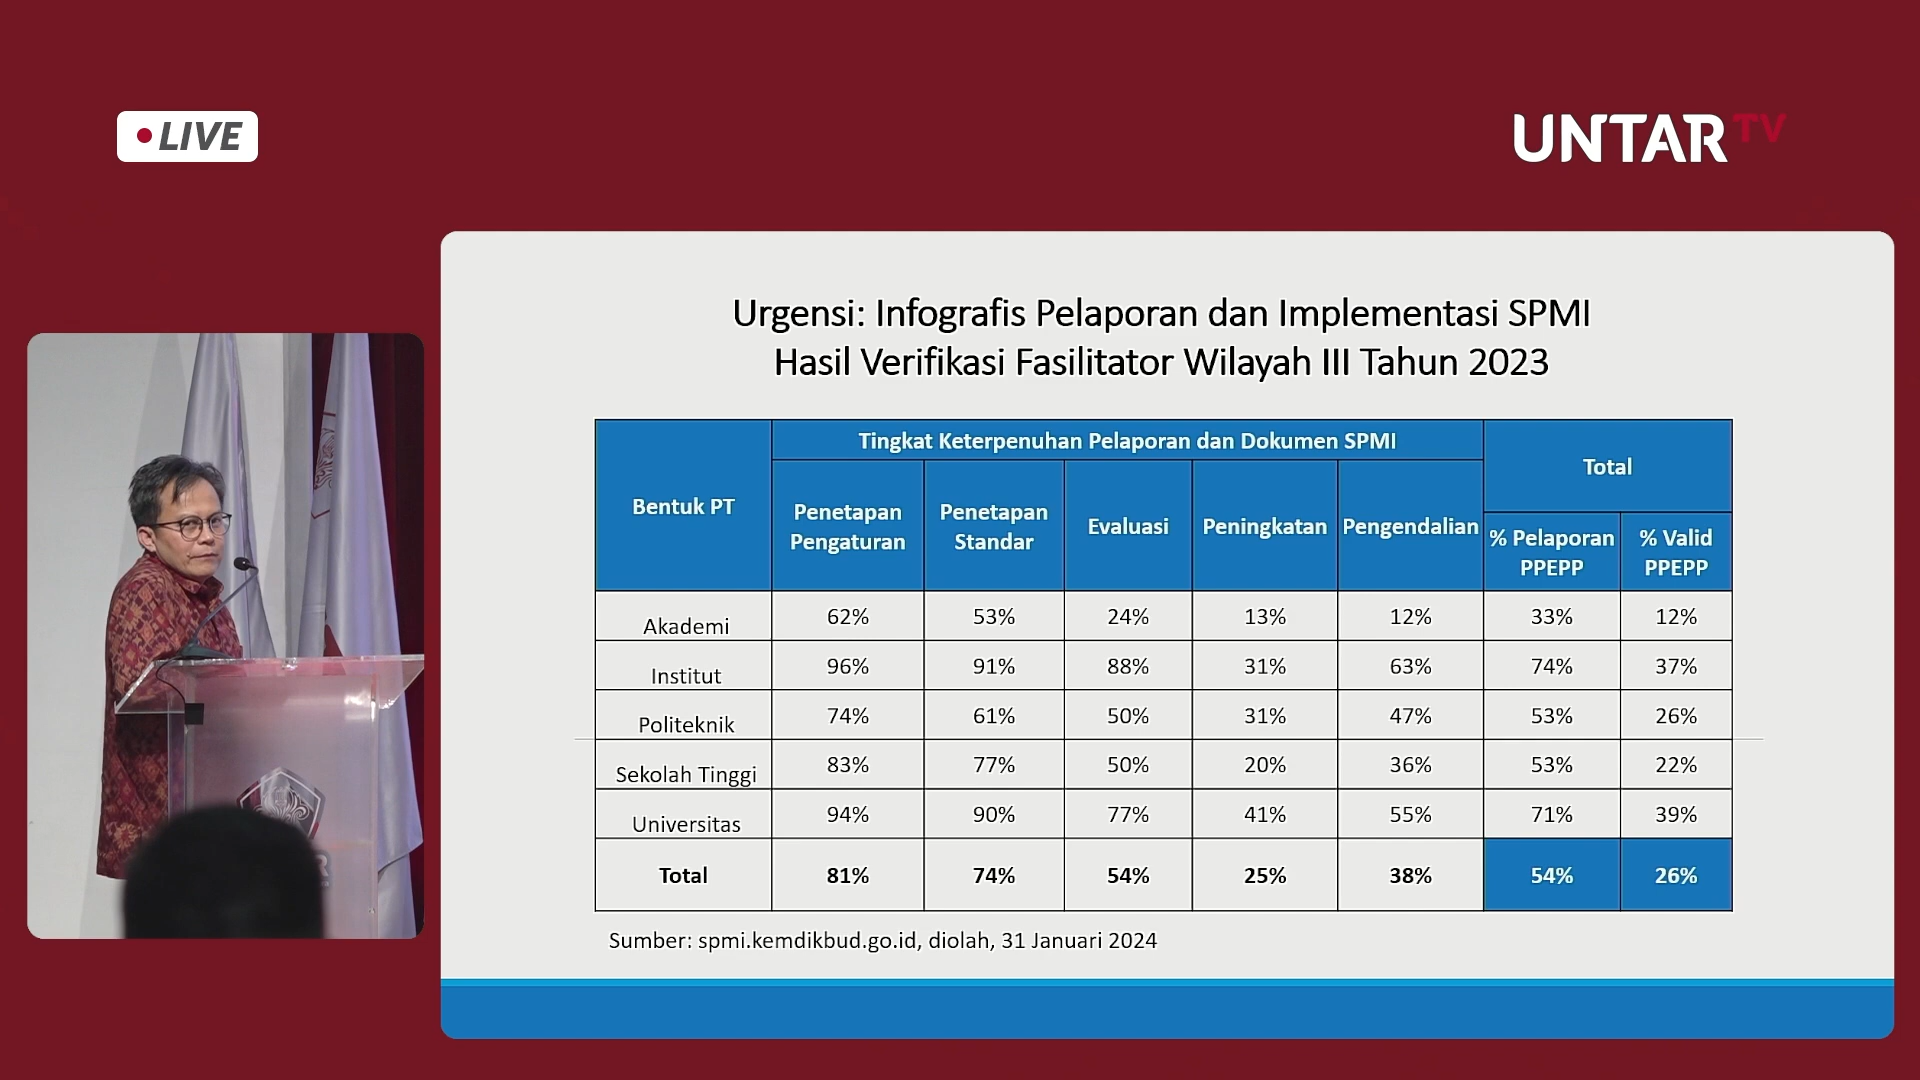 LIVE
UNTAR TV
Urgensi: Infografis Pelaporan dan Implementasi SPMI
Hasil Verifikasi Fasilitator Wilayah III Tahun 2023
Bentuk PT
Tingkat Keterpenuhan Pelaporan dan Dokumen SPMI
Total
Penetapan Pengaturan
Penetapan Standar
Evaluasi
Peningkatan
Pengendalian
% Pelaporan PPEPP
% Valid PPEPP
Akademi 62% 53% 24% 13% 12% 33% 12%
Institut 96% 91% 88% 31% 63% 74% 37%
Politeknik 74% 61% 50% 31% 47% 53% 26%
Sekolah Tinggi 83% 77% 50% 20% 36% 53% 22%
Universitas 94% 90% 77% 41% 55% 71% 39%
Total 81% 74% 54% 25% 38% 54% 26%
Sumber: spmi.kemdikbud.go.id, diolah, 31 Januari 2024